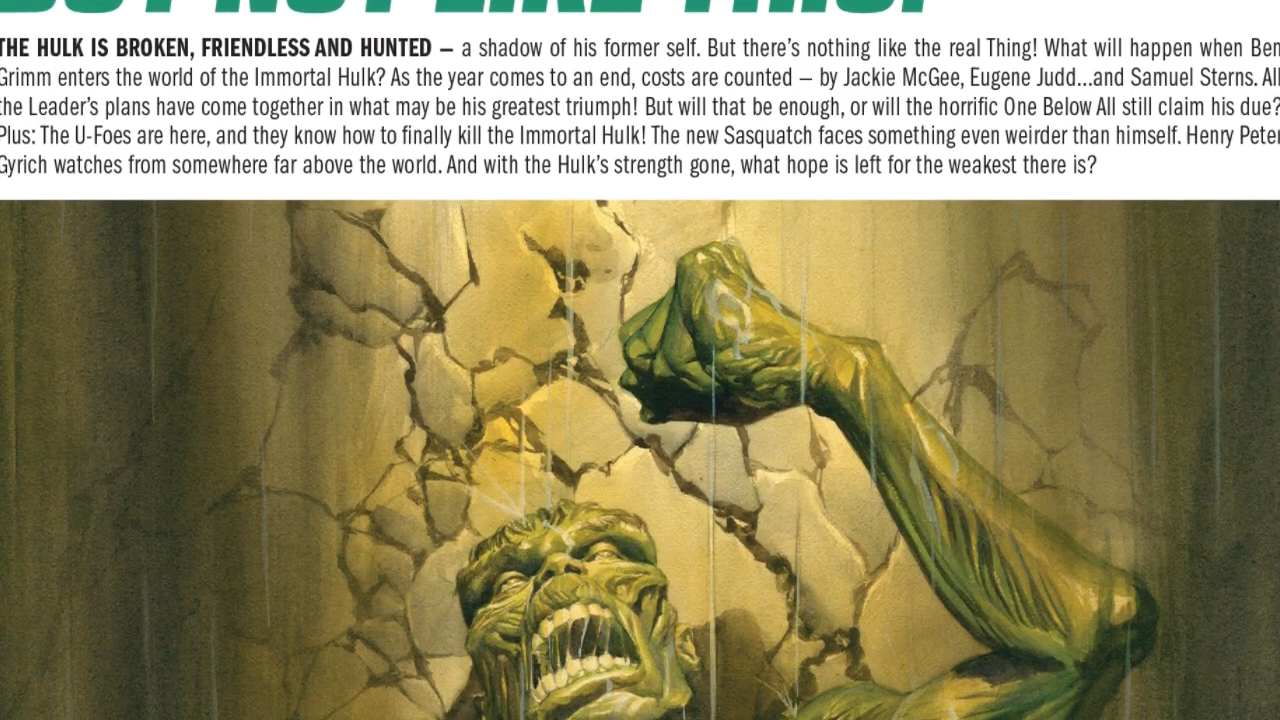 BUT NOT LIKE THIS!
THE HULK IS BROKEN, FRIENDLESS AND HUNTED — a shadow of his former self. But there's nothing like the real Thing! What will happen when Ben
Grimm enters the world of the Immortal Hulk? As the year comes to an end, costs are counted — by Jackie McGee, Eugene Judd...and Samuel Sterns. All
the Leader's plans have come together in what may be his greatest triumph! But will that be enough, or will the horrific One Below All still claim his due?
Plus: The U-Foes are here, and they know how to finally kill the Immortal Hulk! The new Sasquatch faces something even weirder than himself. Henry Peter
Gyrich watches from somewhere far above the world. And with the Hulk's strength gone, what hope is left for the weakest there is?